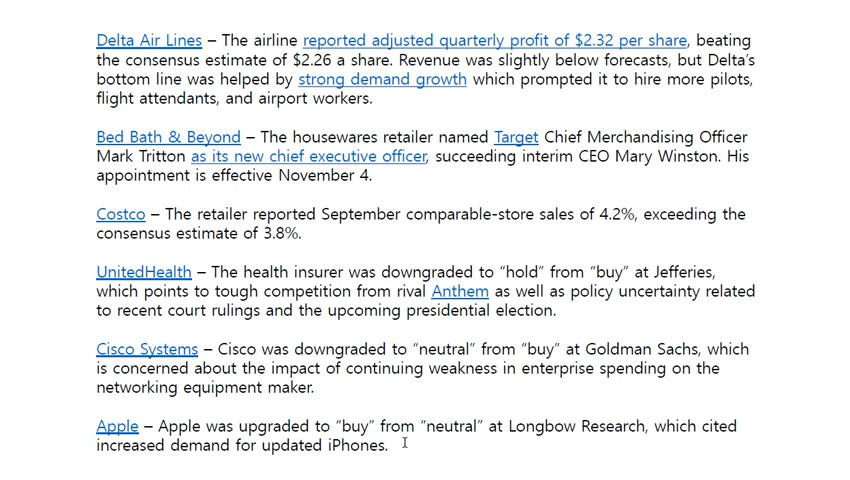 Delta Air Lines – The airline reported adjusted quarterly profit of $2.32 per share, beating
the consensus estimate of $2.26 a share. Revenue was slightly below forecasts, but Delta’s
bottom line was helped by strong demand growth which prompted it to hire more pilots,
flight attendants, and airport workers.
Bed Bath & Beyond – The housewares retailer named Target Chief Merchandising Officer
Mark Tritton as its new chief executive officer, succeeding interim CEO Mary Winston. His
appointment is effective November 4.
Costco – The retailer reported September comparable-store sales of 4.2%, exceeding the
consensus estimate of 3.8%.
UnitedHealth – The health insurer was downgraded to “hold” from “buy” at Jefferies,
which points to tough competition from rival Anthem as well as policy uncertainty related
to recent court rulings and the upcoming presidential election.
Cisco Systems – Cisco was downgraded to “neutral” from “buy” at Goldman Sachs, which
is concerned about the impact of continuing weakness in enterprise spending on the
networking equipment maker.
Apple – Apple was upgraded to “buy” from “neutral” at Longbow Research, which cited
increased demand for updated iPhones.